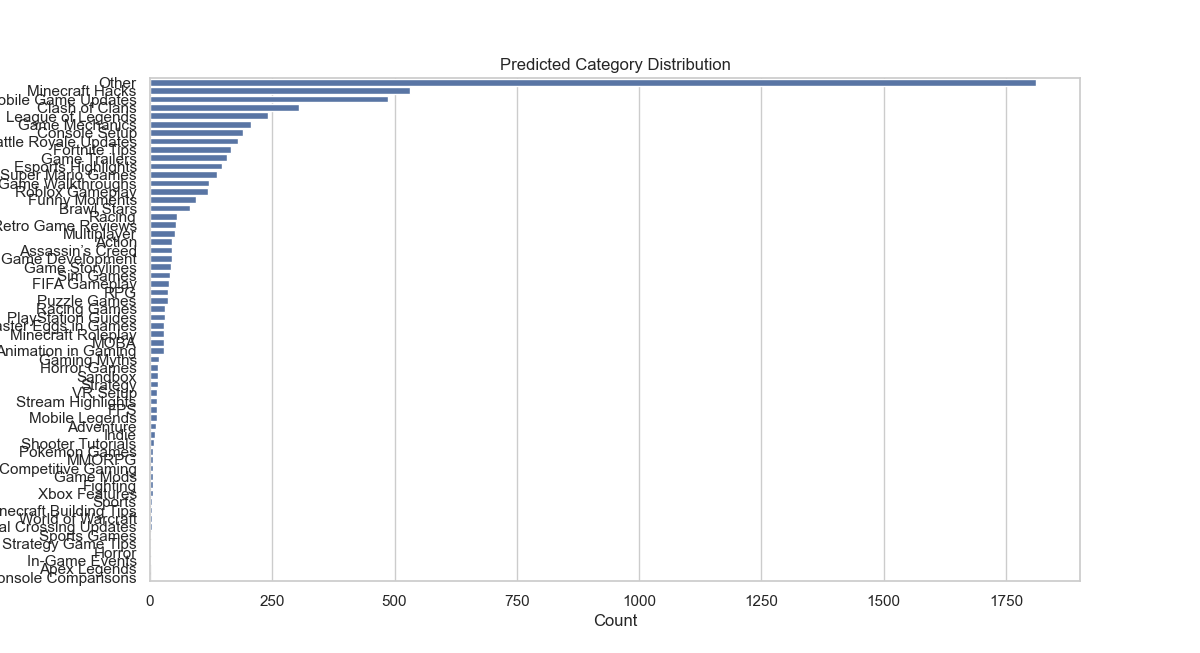 Predicted Category Distribution
Other
Minecraft Hacks
obile Game Updates
Clash of Clans
League of Legends
Game Mechanics
Console Setup
attle Royale Updates
Fortnite Tips
Game Trailers
Esports Highlights
Super Mario Games
Game Walkthroughs
Roblox Gameplay
Funny Moments
Brawl Stars
Racing
Retro Game Reviews
Multiplayer
Action
Assassin's Creed
Game Development
Game Storylines
Sim Games
FIFA Gameplay
RPG
Puzzle Games
Racing Games
PlayStation Guides
aster Eggs in Games
Minecraft Roleplay
MOBA
Animation in Gaming
Gaming Myths
Horror Games
Sandbox
Strategy
VR Setup
Stream Highlights
FPS
Mobile Legends
Adventure
Indie
Shooter Tutorials
Pokemon Games
MMORPG
Competitive Gaming
Game Mods
Fighting
Xbox Features
Sports
necraft Building Tips
World of Warcraft
al Crossing Updates
Sports Games
Strategy Game Tips
Horror
In-Game Events
Apex Legends
onsole Comparisons
0 250 500 750 1000 1250 1500 1750
Count